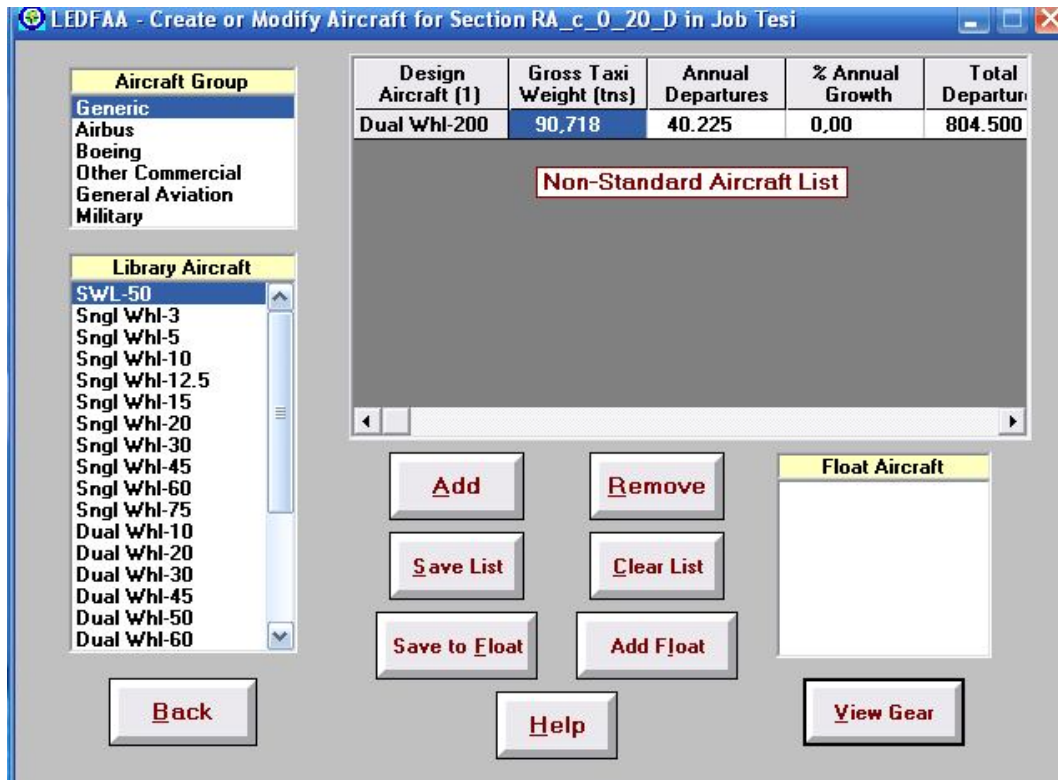 LEDFAA - Create or Modify Aircraft for Section RA_c_0_20_D in Job Tesi
Aircraft Group
Generic
Airbus
Boeing
Other Commercial
General Aviation
Military
Library Aircraft
SWL-50
Sngl Whl-3
Sngl Whl-5
Sngl Whl-10
Sngl Whl-12.5
Sngl Whl-15
Sngl Whl-20
Sngl Whl-30
Sngl Whl-45
Sngl Whl-60
Sngl Whl-75
Dual Whl-10
Dual Whl-20
Dual Whl-30
Dual Whl-45
Dual Whl-50
Dual Whl-60
Back
Design Gross Taxi Annual % Annual Total
Aircraft (1) Weight (tns) Departures Growth Departur
Dual Whl-200 90,718 40.225 0,00 804.500
Non-Standard Aircraft List
Add Remove
Save List Clear List
Save to Float Add Float
Help
Float Aircraft
View Gear